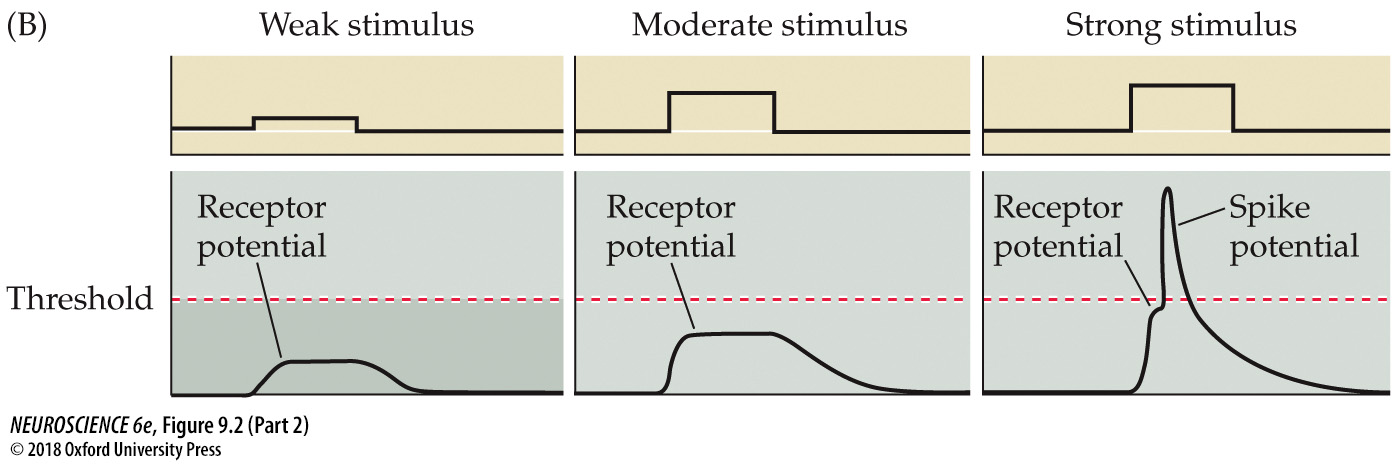 (B)
Weak stimulus
Moderate stimulus
Strong stimulus
Receptor
potential
Receptor
potential
Receptor
potential
Spike
potential
Threshold
NEUROSCIENCE 6e, Figure 9.2 (Part 2)
© 2018 Oxford University Press